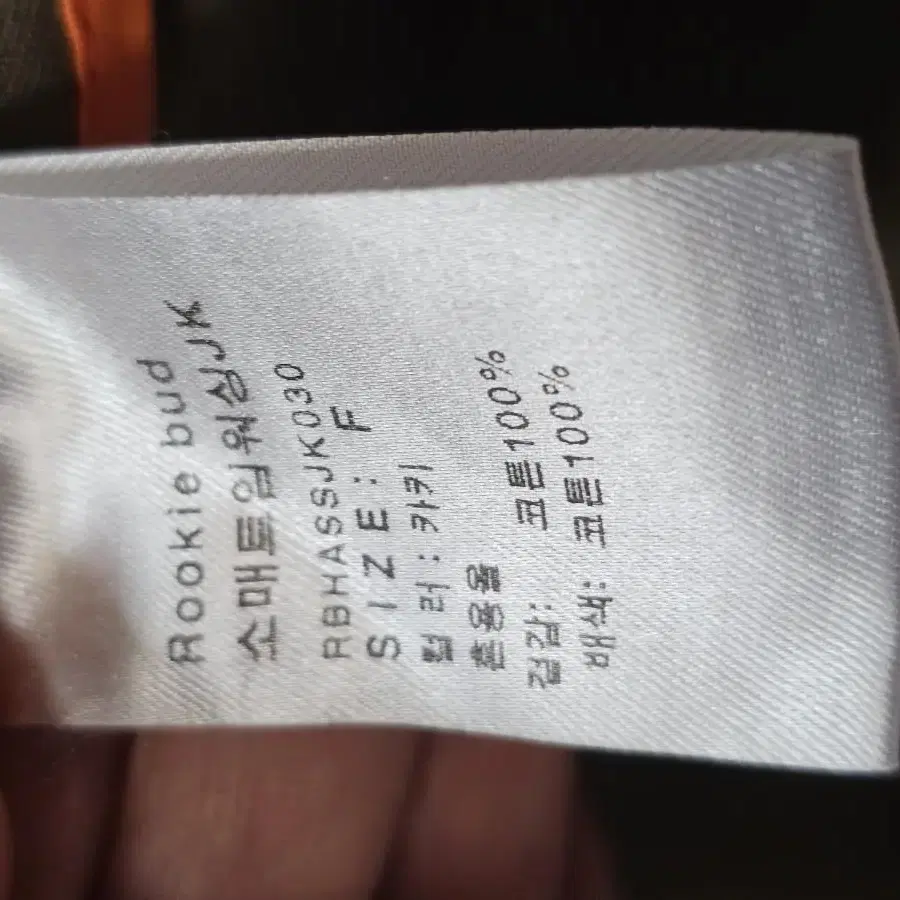 Rookie bud
소매트임워싱JK
RBHASSJK030
SIZE: F
컬 러: 카키
혼용율
겉감: 코튼100%
배색: 코튼100%